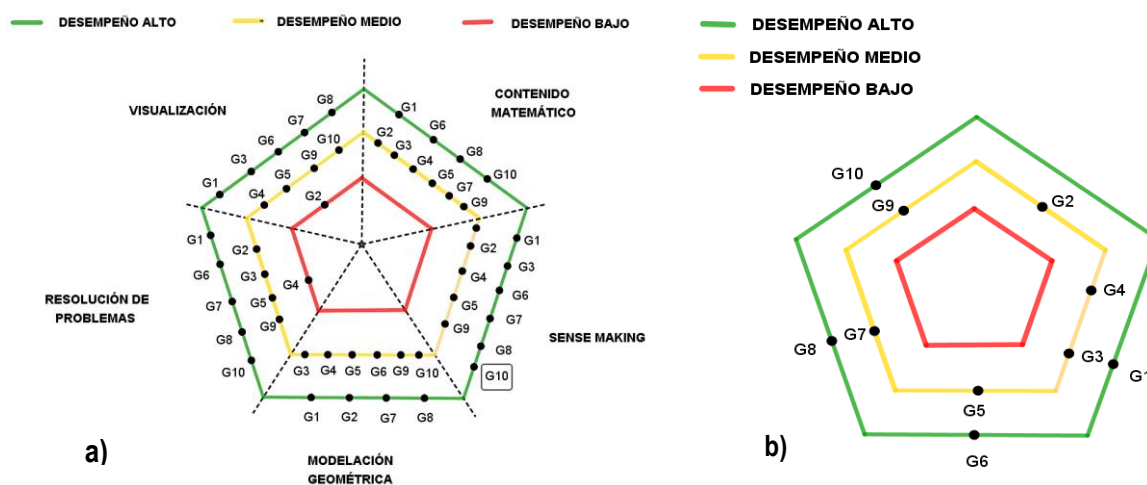 DESEMPEÑO ALTO
DESEMPEÑO MEDIO
DESEMPEÑO BAJO
VISUALIZACIÓN
CONTENIDO
MATEMÁTICO
G8
G7
G6
G3
G1
G10
G9
G5
G4
G2
G1
G6
G8
G10
G2
G3
G4
G5
G7
G9
RESOLUCIÓN DE
PROBLEMAS
G1
G6
G7
G8
G10
G2
G3
G5
G9
G4
SENSE MAKING
G1
G3
G6
G7
G8
G10
G2
G4
G5
G9
G3
G4
G5
G6
G9
G10
G1
G2
G7
G8
MODELACIÓN
GEOMÉTRICA
a)
DESEMPEÑO ALTO
DESEMPEÑO MEDIO
DESEMPEÑO BAJO
G10
G9
G2
G4
G8
G7
G3
G1
G5
G6
b)